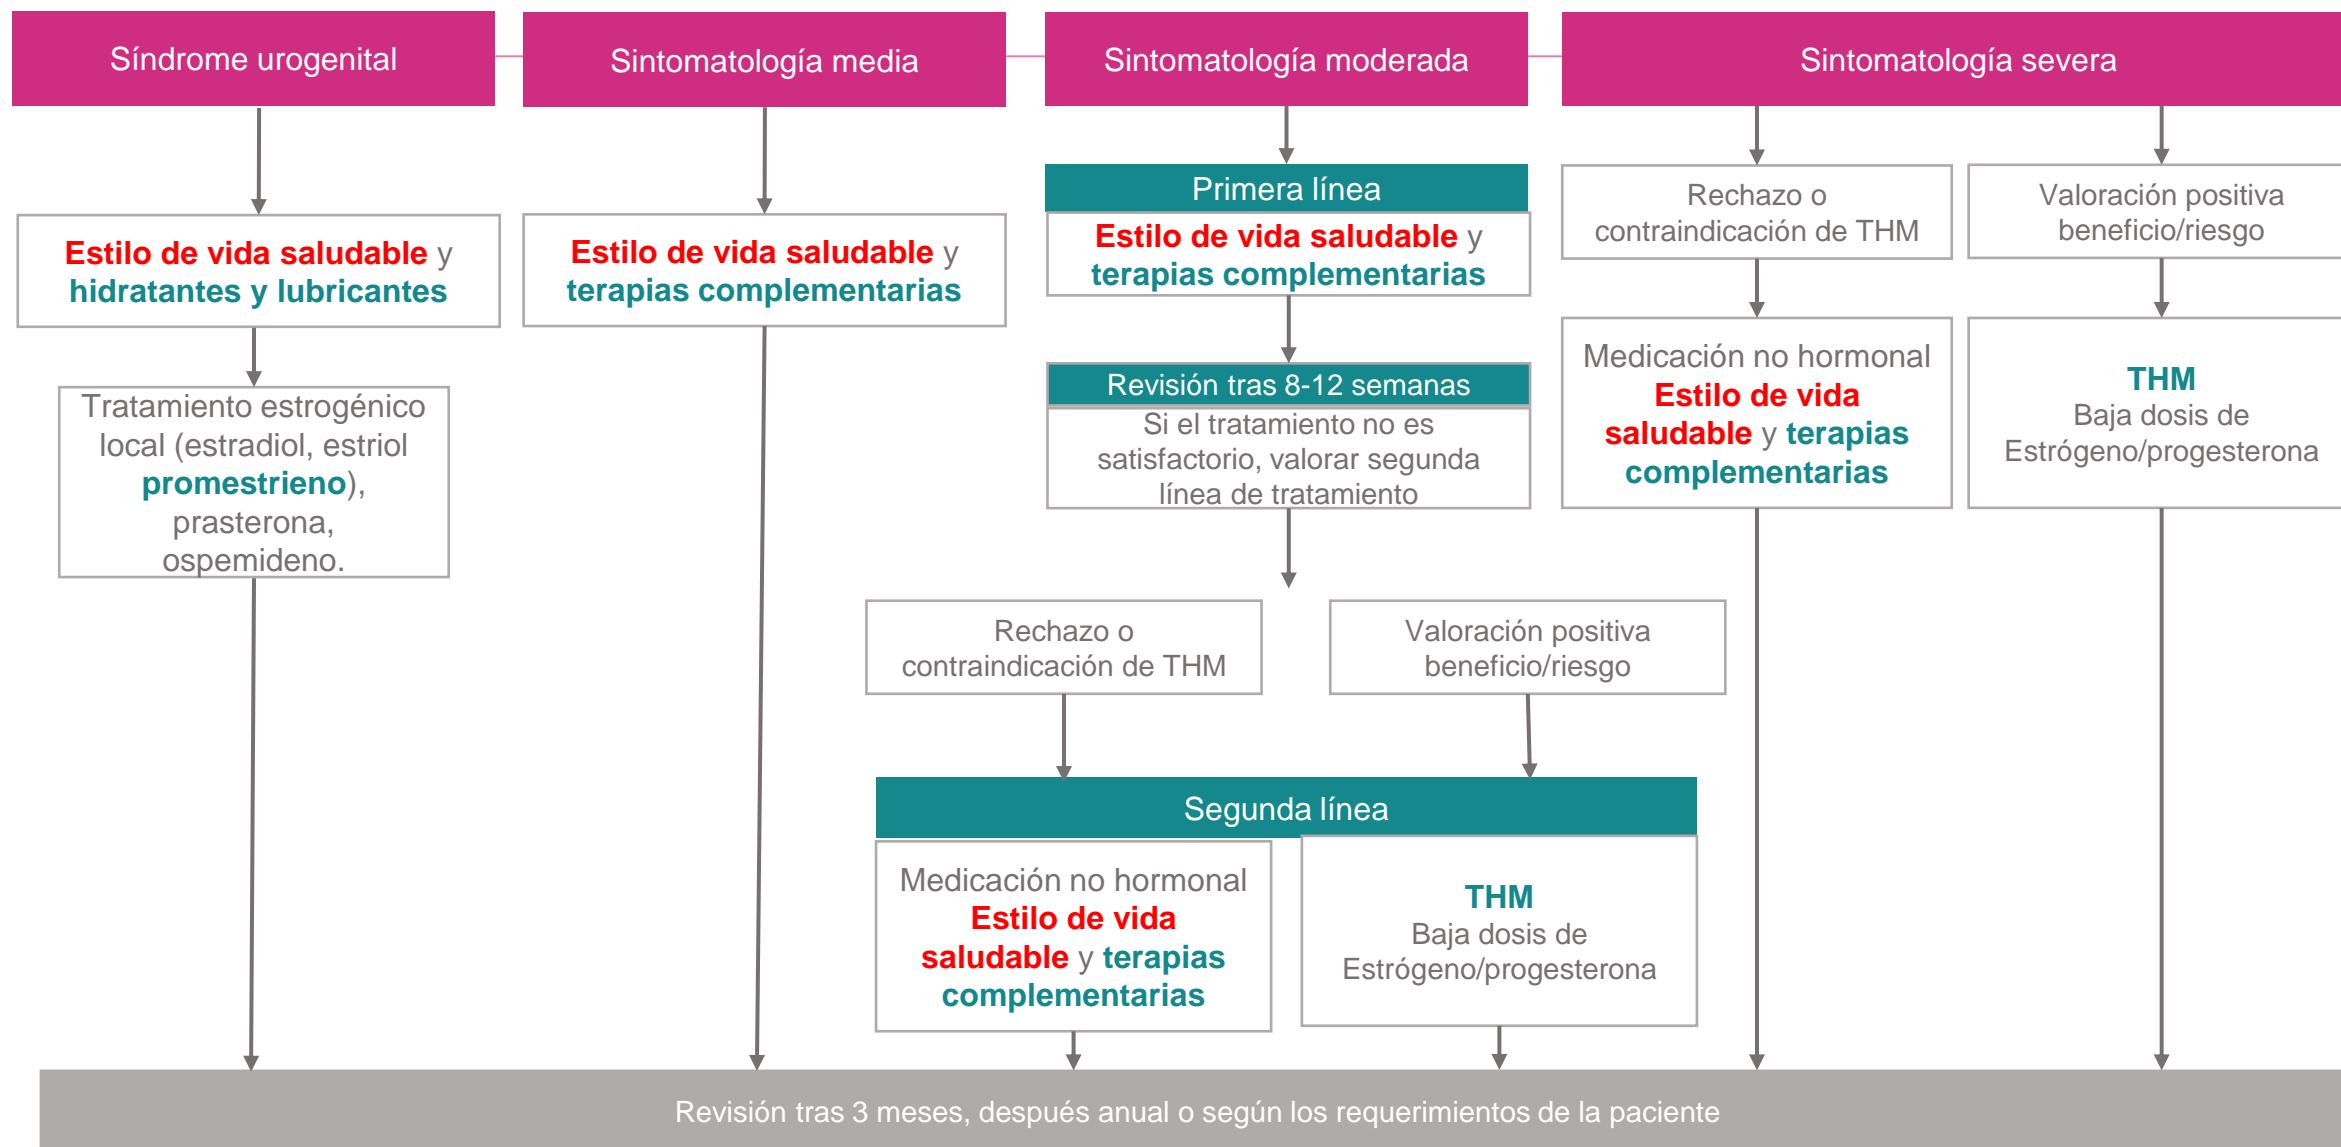 Síndrome urogenital
Sintomatología media
Sintomatología moderada
Sintomatología severa
Estilo de vida saludable y
hidratantes y lubricantes
Tratamiento estrogénico
local (estradiol, estriol
promestrieno),
prasterona,
ospemideno.
Estilo de vida saludable y
terapias complementarias
Primera línea
Estilo de vida saludable y
terapias complementarias
Revisión tras 8-12 semanas
Si el tratamiento no es
satisfactorio, valorar segunda
línea de tratamiento
Rechazo o
contraindicación de THM
Valoración positiva
beneficio/riesgo
Segunda línea
Medicación no hormonal
Estilo de vida
saludable y terapias
complementarias
THM
Baja dosis de
Estrógeno/progesterona
Rechazo o
contraindicación de THM
Medicación no hormonal
Estilo de vida
saludable y terapias
complementarias
Valoración positiva
beneficio/riesgo
THM
Baja dosis de
Estrógeno/progesterona
Revisión tras 3 meses, después anual o según los requerimientos de la paciente